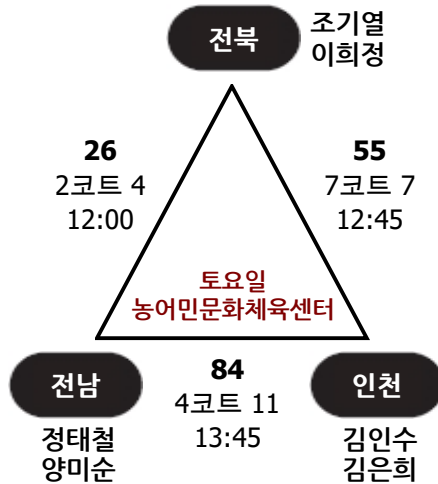 전북
조기열
이희정
26
2코트 4
12:00
55
7코트 7
12:45
토요일
농어민문화체육센터
전남
정태철
양미순
84
4코트 11
13:45
인천
김인수
김은희